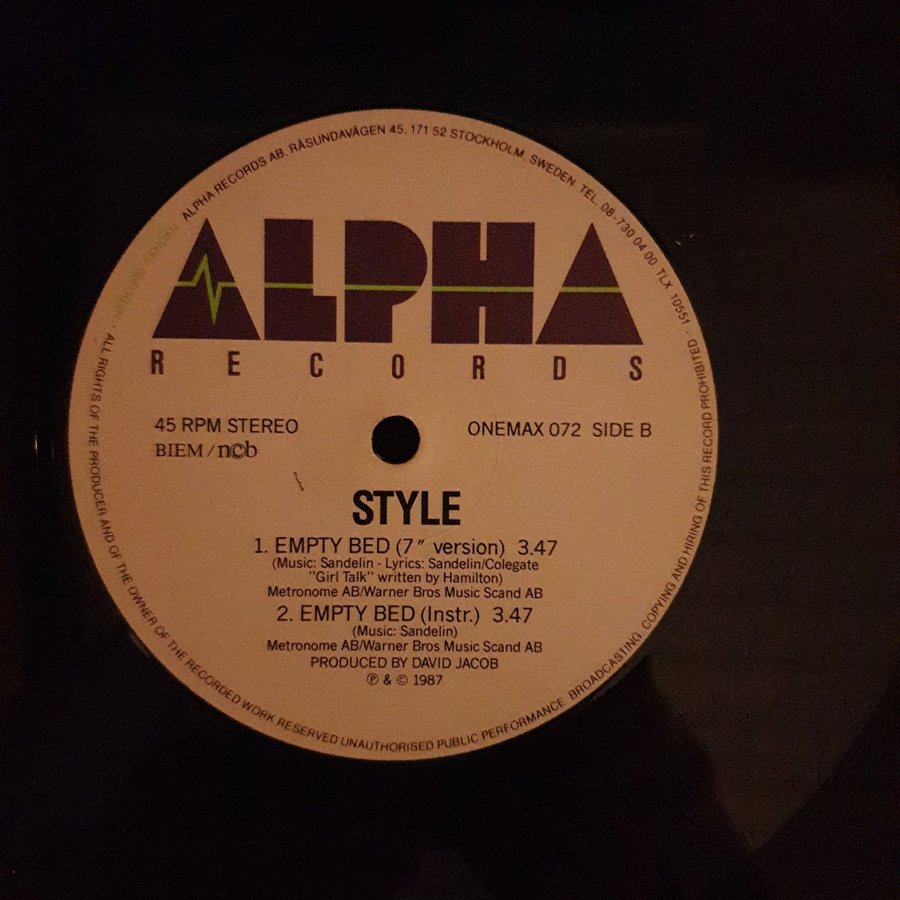 ALPHA RECORDS AB. RÅSUNDAVÄGEN 45, 171 52 STOCKHOLM, SWEDEN. TEL. 08-730 04 00 TLX. 10551 ·
ALPHA
RECORDS
45 RPM STEREO
BIEM/n©b
ONEMAX 072 SIDE B
STYLE
1. EMPTY BED (7" version) 3.47
(Music: Sandelin - Lyrics: Sandelin/Colegate
"Girl Talk" written by Hamilton)
Metronome AB/Warner Bros Music Scand AB
2. EMPTY BED (Instr.) 3.47
(Music: Sandelin)
Metronome AB/Warner Bros Music Scand AB
PRODUCED BY DAVID JACOB
℗ & © 1987
· ALL RIGHTS OF THE PRODUCER AND OF THE OWNER OF THE RECORDED WORK RESERVED UNAUTHORISED PUBLIC PERFORMANCE. BROADCASTING. COPYING AND HIRING OF THIS RECORD PROHIBITED ·